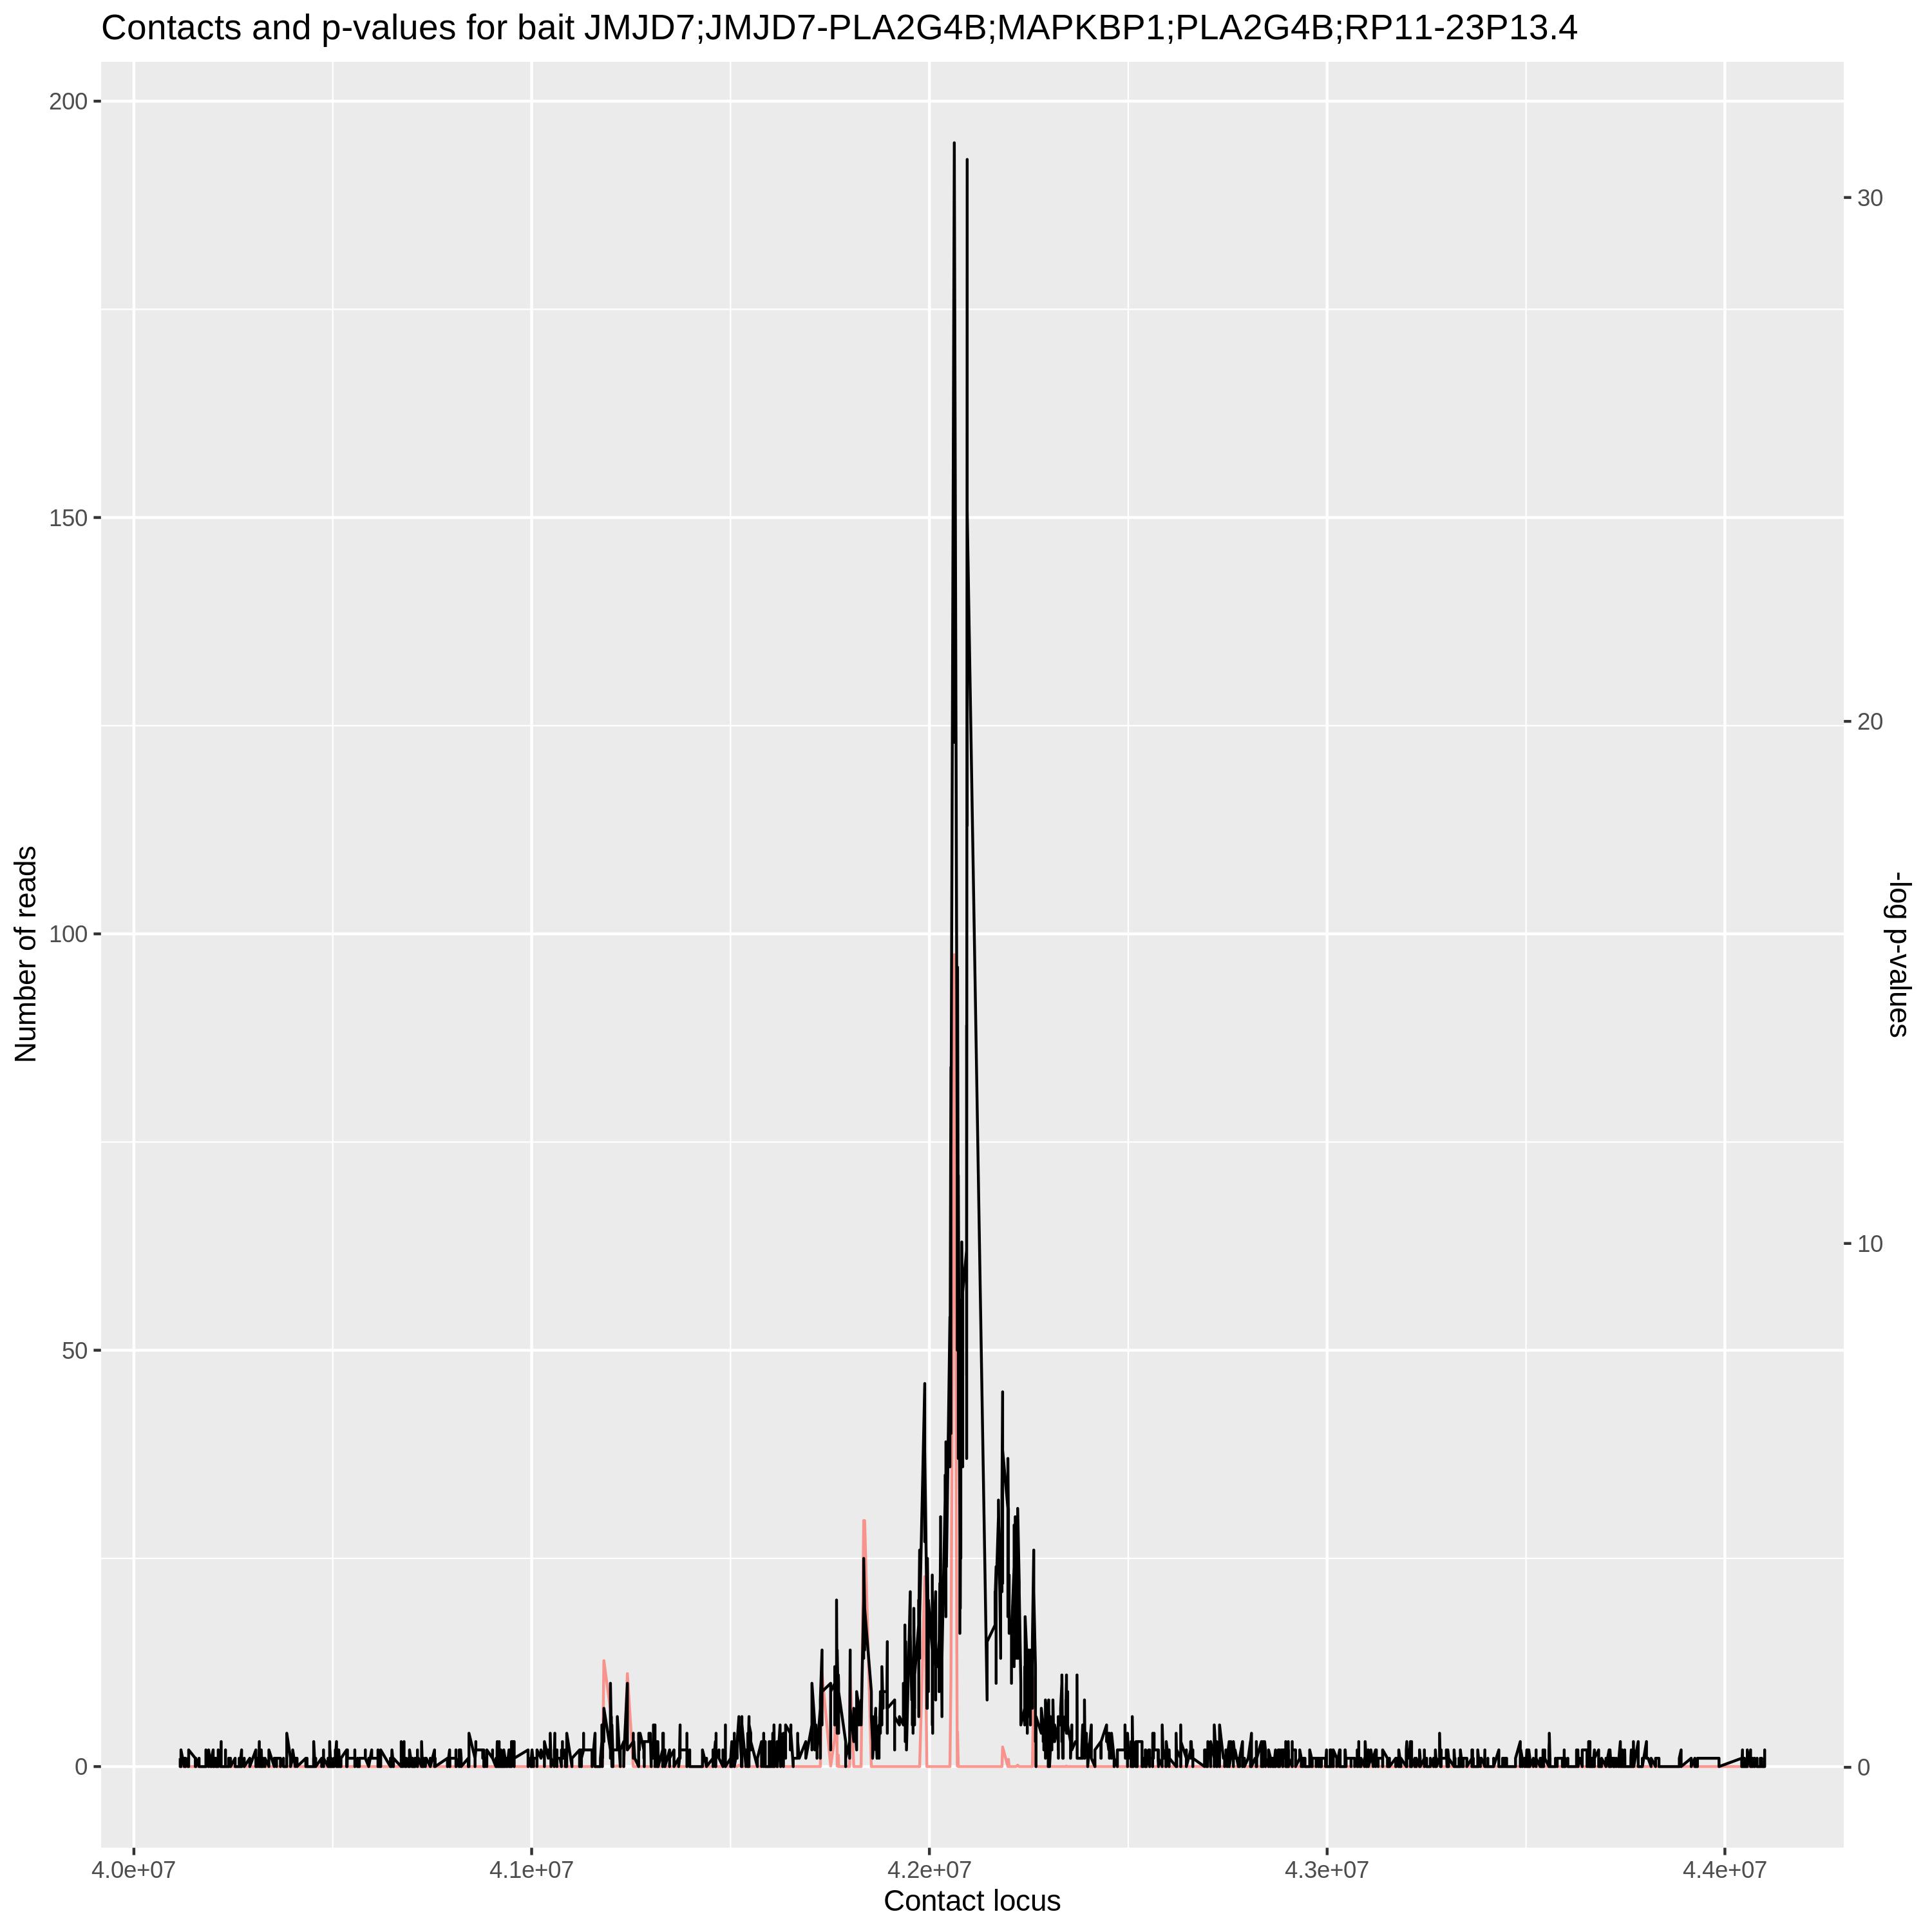 Contacts and p-values for bait JMJD7;JMJD7-PLA2G4B;MAPKBP1;PLA2G4B;RP11-23P13.4
200
150
100
50
0
Number of reads
30
20
10
0
-log p-values
4.0e+07
4.1e+07
4.2e+07
4.3e+07
4.4e+07
Contact locus